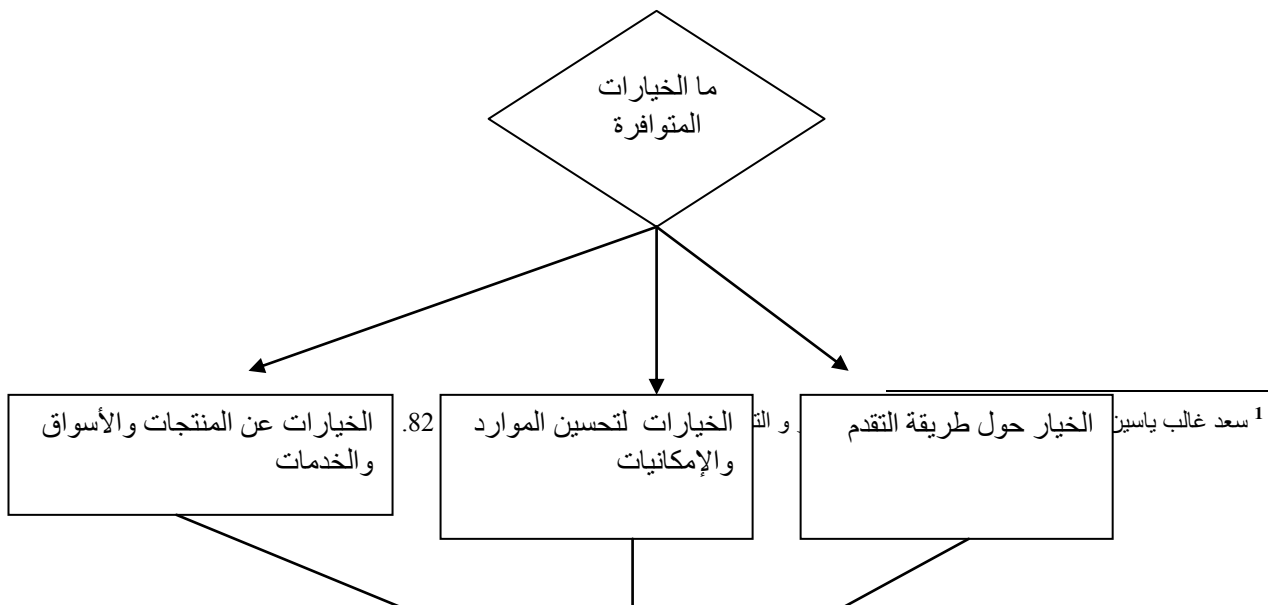 ما الخيارات
المتوافرة
الخيار حول طريقة التقدم
الخيارات لتحسين الموارد
والإمكانيات
الخيارات عن المنتجات والأسواق
والخدمات
1 سعد غالب ياسين و 82.